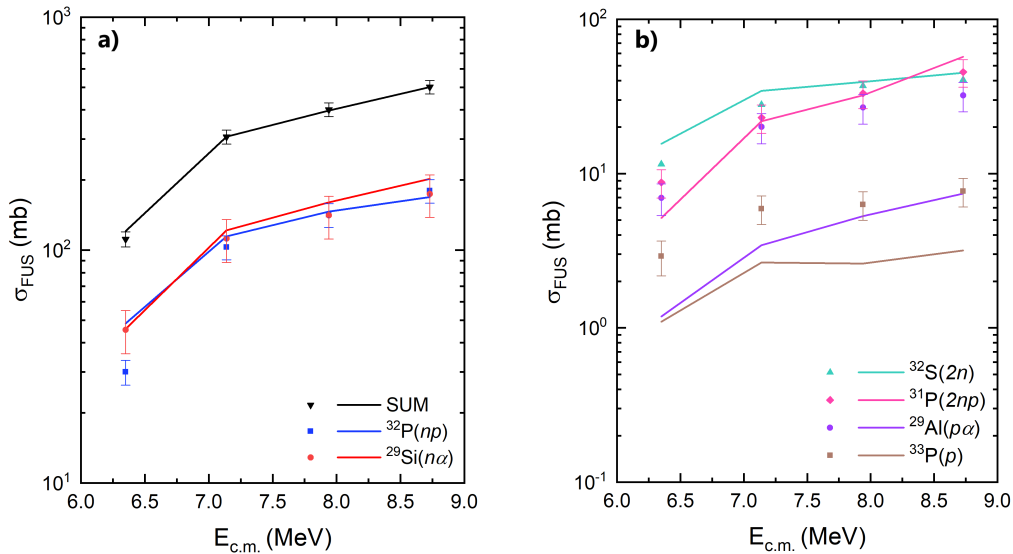 a)
10³
10²
10¹
σFUS (mb)
6.0 6.5 7.0 7.5 8.0 8.5 9.0
Ec.m. (MeV)
SUM
³²P(np)
²⁹Si(nα)
b)
10²
10¹
10⁰
10⁻¹
σFUS (mb)
6.0 6.5 7.0 7.5 8.0 8.5 9.0
Ec.m. (MeV)
³²S(2n)
³¹P(2np)
²⁹Al(pα)
³³P(p)